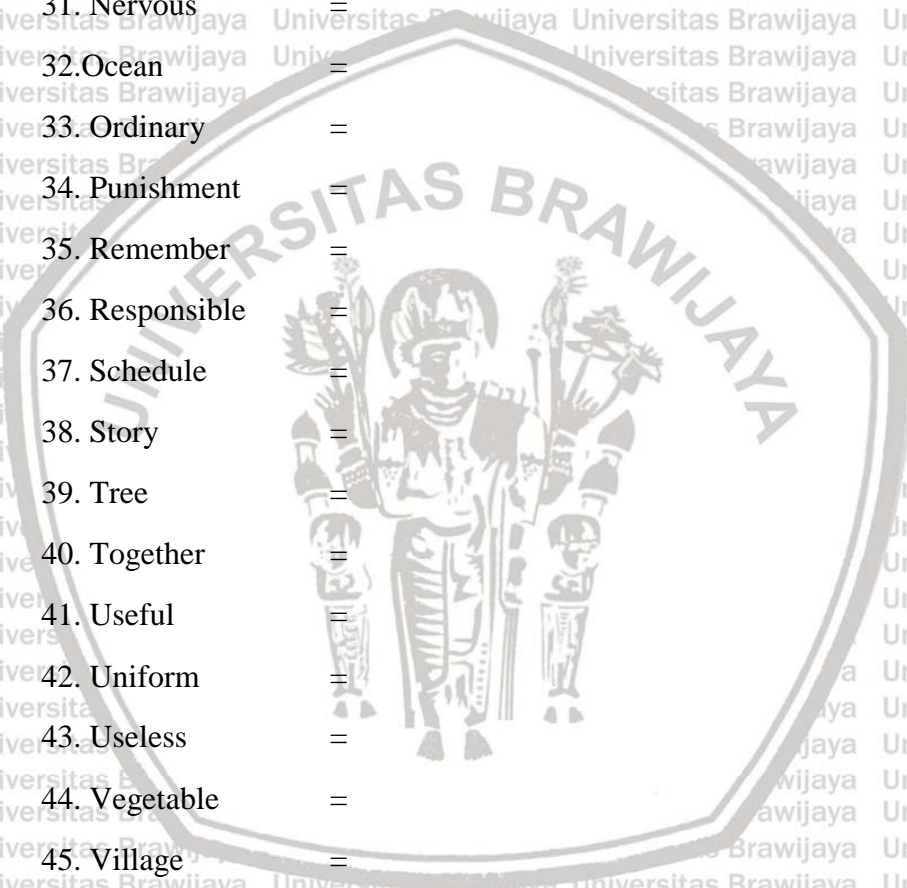 31. Nervous =
32.Ocean =
33. Ordinary =
34. Punishment =
35. Remember =
36. Responsible =
37. Schedule =
38. Story =
39. Tree =
40. Together =
41. Useful =
42. Uniform =
43. Useless =
44. Vegetable =
45. Village =
UNIVERSITAS BRAWIJAYA